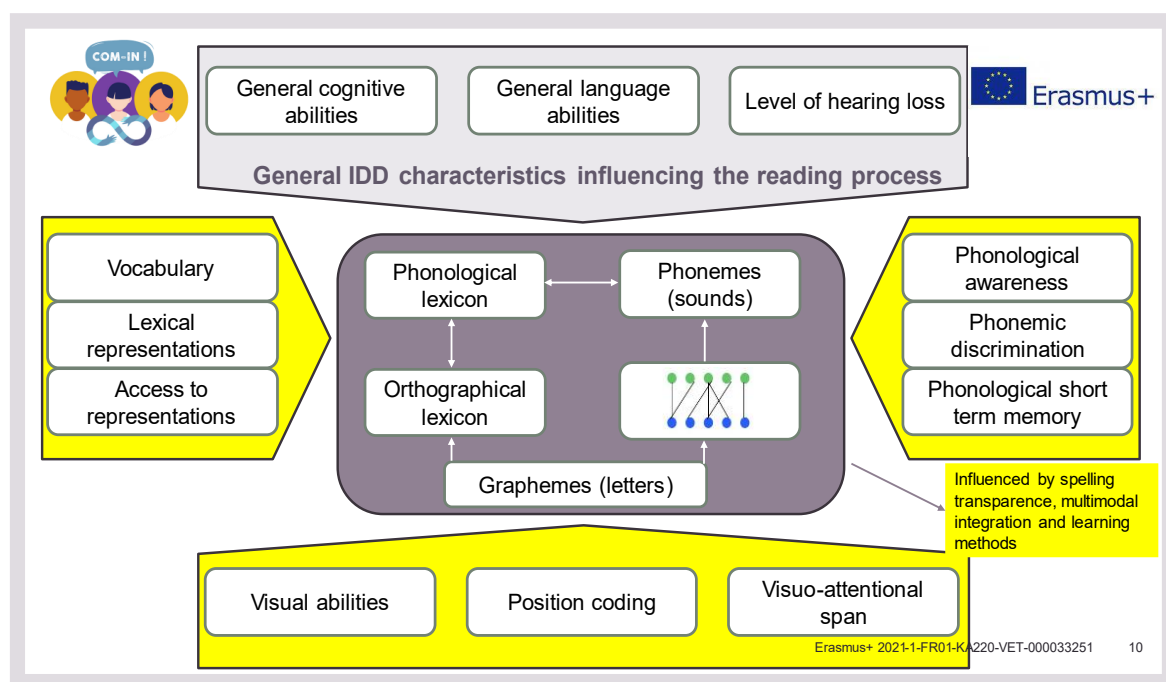 COM-IN !
General cognitive
abilities
General language
abilities
Level of hearing loss
Erasmus+
General IDD characteristics influencing the reading process
Vocabulary
Lexical
representations
Access to
representations
Phonological
lexicon
Phonemes
(sounds)
Orthographical
lexicon
Graphemes (letters)
Phonological
awareness
Phonemic
discrimination
Phonological short
term memory
Influenced by spelling
transparence, multimodal
integration and learning
methods
Visual abilities
Position coding
Visuo-attentional
span
Erasmus+ 2021-1-FR01-KA220-VET-000033251
10